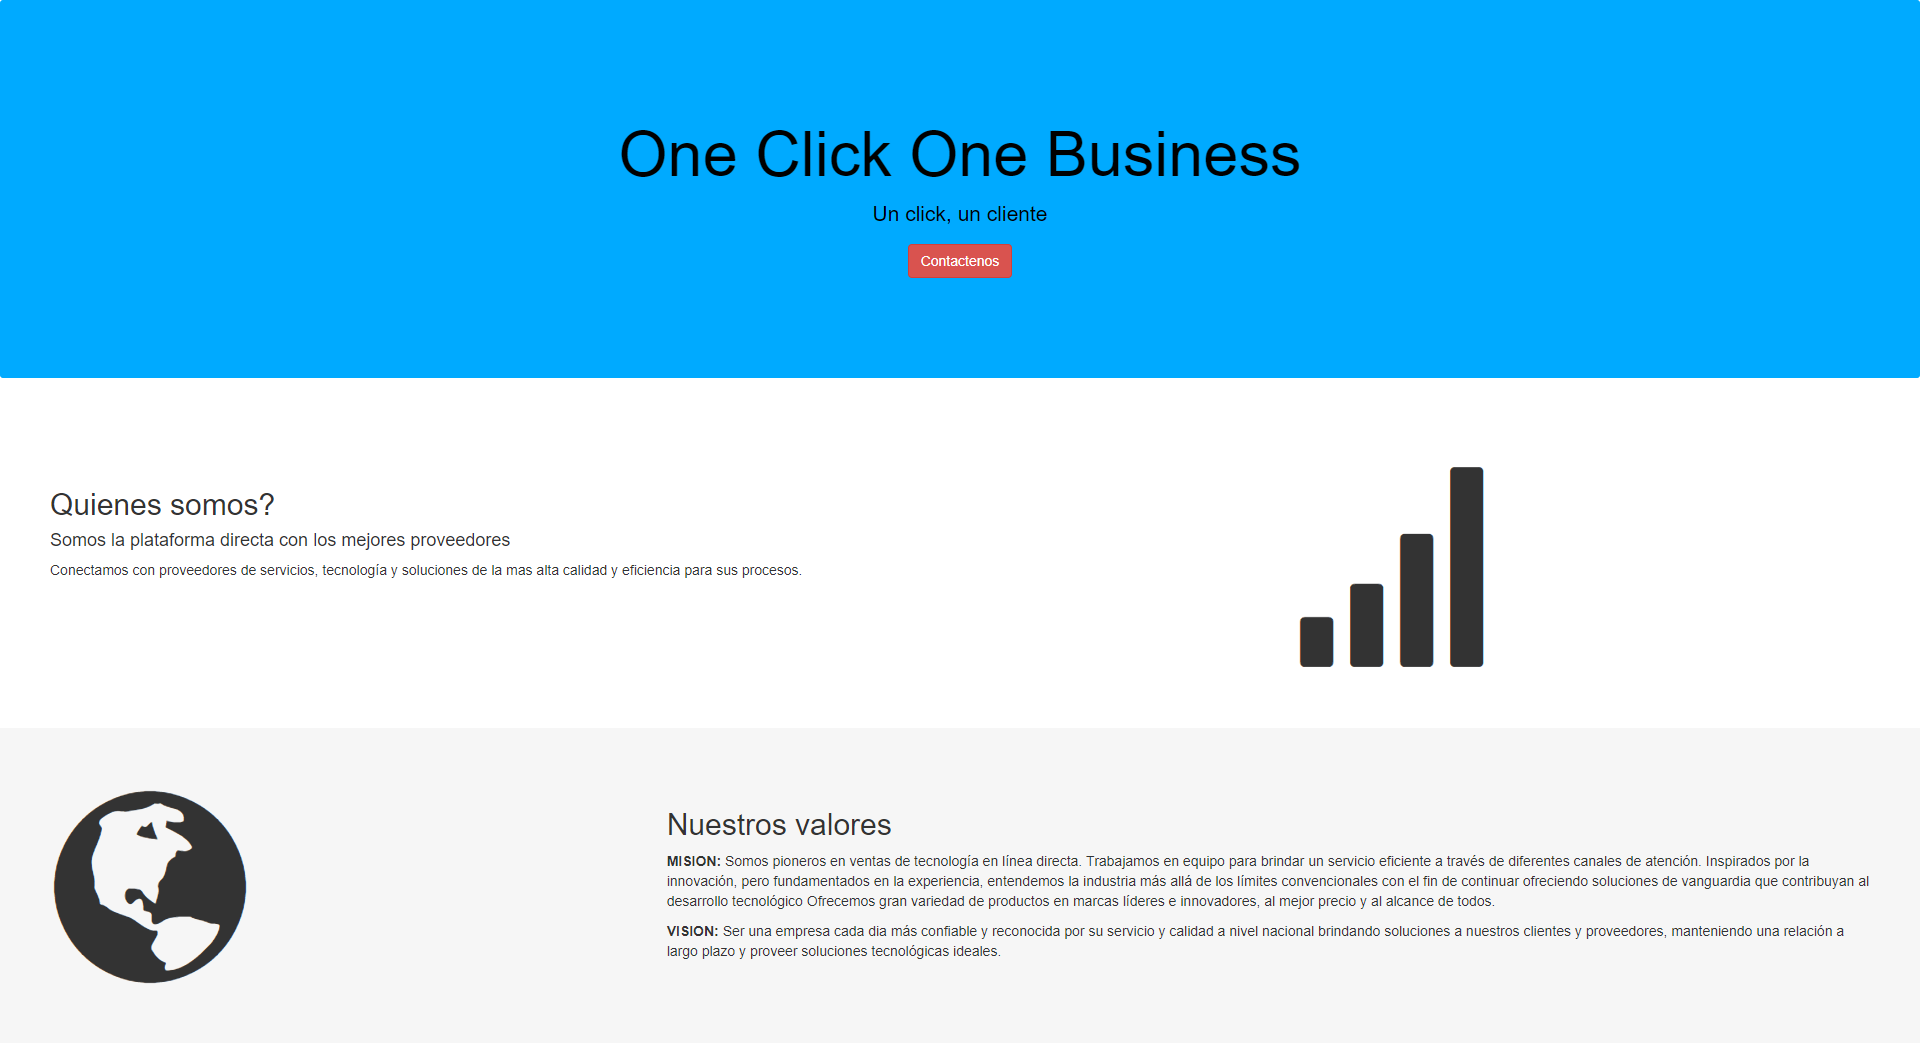 One Click One Business
Un click, un cliente
Contactenos
Quienes somos?
Somos la plataforma directa con los mejores proveedores
Conectamos con proveedores de servicios, tecnología y soluciones de la mas alta calidad y eficiencia para sus procesos.
Nuestros valores
MISION: Somos pioneros en ventas de tecnología en línea directa. Trabajamos en equipo para brindar un servicio eficiente a través de diferentes canales de atención. Inspirados por la
innovación, pero fundamentados en la experiencia, entendemos la industria más allá de los límites convencionales con el fin de continuar ofreciendo soluciones de vanguardia que contribuyan al
desarrollo tecnológico Ofrecemos gran variedad de productos en marcas líderes e innovadores, al mejor precio y al alcance de todos.
VISION: Ser una empresa cada dia más confiable y reconocida por su servicio y calidad a nivel nacional brindando soluciones a nuestros clientes y proveedores, manteniendo una relación a
largo plazo y proveer soluciones tecnológicas ideales.